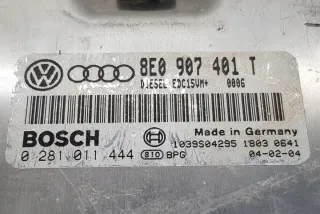 8E0 907 401 T
DIESEL EDC15VM+ 0006
BOSCH
Made in Germany
0 281 011 444
810 BPG
1039S04295 1803 0641
04-02-04